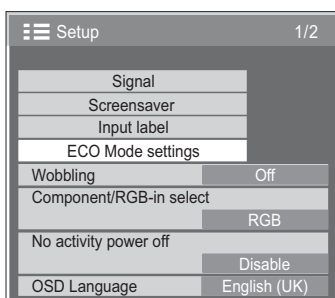 Setup 1/2
Signal
Screensaver
Input label
ECO Mode settings
Wobbling Off
Component/RGB-in select
RGB
No activity power off
Disable
OSD Language English (UK)